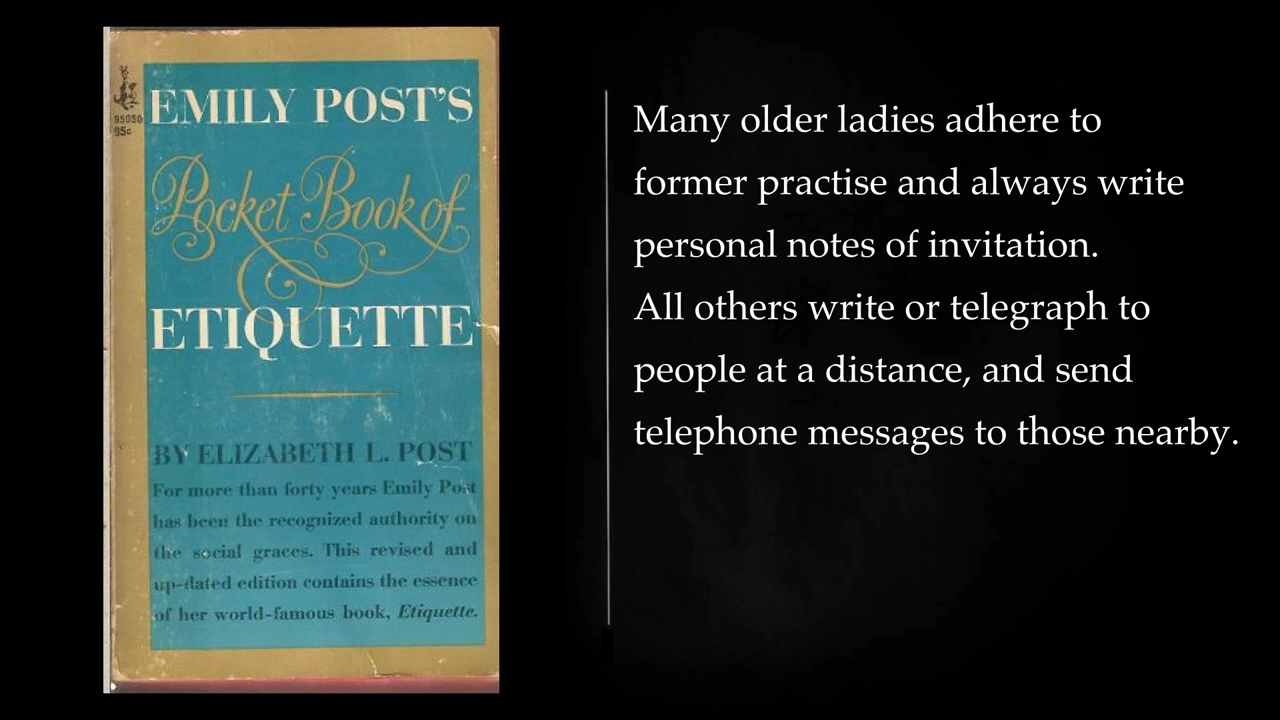 95050
95c
EMILY POST'S
Pocket Book of
ETIQUETTE
BY ELIZABETH L. POST
For more than forty years Emily Post
has been the recognized authority on
the social graces. This revised and
up-dated edition contains the essence
of her world-famous book, Etiquette.
Many older ladies adhere to
former practise and always write
personal notes of invitation.
All others write or telegraph to
people at a distance, and send
telephone messages to those nearby.